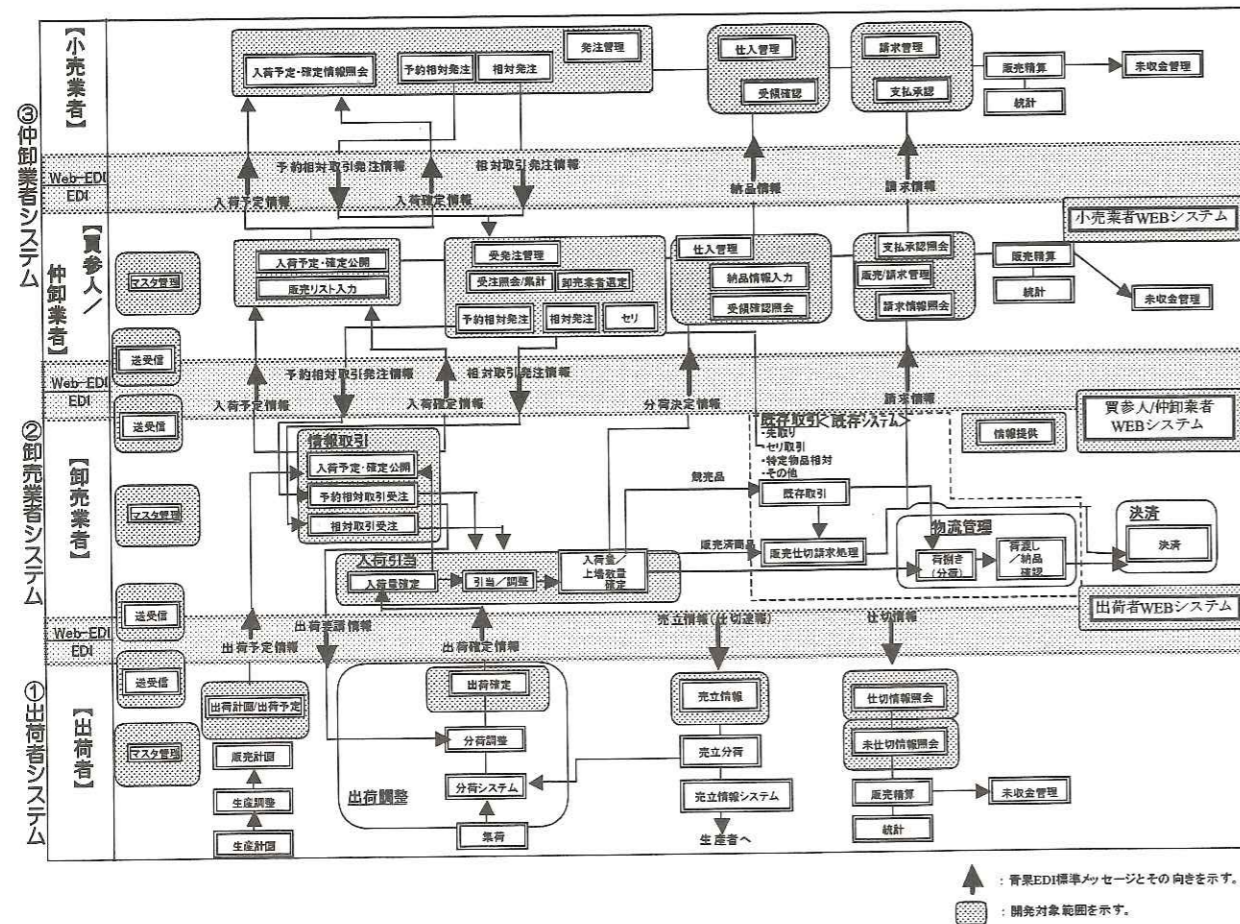 ③仲卸業者システム
【小売業者】
発注管理
入荷予定・確定情報照会
予約相対発注
相対発注
仕入管理
受領確認
請求管理
支払承認
販売精算
統計
未収金管理
Web-EDI
EDI
予約相対取引発注情報
相対取引発注情報
入荷予定情報
入荷確定情報
納品情報
請求情報
小売業者WEBシステム
【買参人/仲卸業者】
マスタ管理
入荷予定・確定公開
販売リスト入力
受発注管理
受注照会/集計
卸売業者選定
予約相対発注
相対発注
セリ
仕入管理
納品情報入力
受領確認照会
支払承認照会
販売/請求管理
請求情報照会
販売精算
統計
未収金管理
送受信
Web-EDI
EDI
予約相対取引発注情報
相対取引発注情報
入荷予定情報
入荷確定情報
分荷決定情報
請求情報
買参人/仲卸業者
WEBシステム
②卸売業者システム
【卸売業者】
送受信
マスタ管理
情報取引
入荷予定・確定公開
予約相対取引受注
相対取引受注
既存取引<既存システム>
・先取り
・セリ取引
・特定物品相対
・その他
情報提供
競売品
既存取引
販売済商品
販売仕切請求処理
入荷引当
入荷量確定
引当/調整
入荷量/上場数量確定
物流管理
荷捌き(分荷)
荷渡し/納品確認
決済
決済
送受信
出荷者WEBシステム
Web-EDI
EDI
出荷予定情報
出荷要請情報
出荷確定情報
売立情報(仕切速報)
仕切情報
①出荷者システム
【出荷者】
送受信
マスタ管理
出荷計画/出荷予定
販売計画
生産調整
生産計画
出荷調整
出荷確定
分荷調整
分荷システム
集荷
売立情報
売立分荷
売立情報システム
生産者へ
仕切情報照会
未仕切情報照会
販売精算
統計
未収金管理
：青果EDI標準メッセージとその向きを示す。
：開発対象範囲を示す。